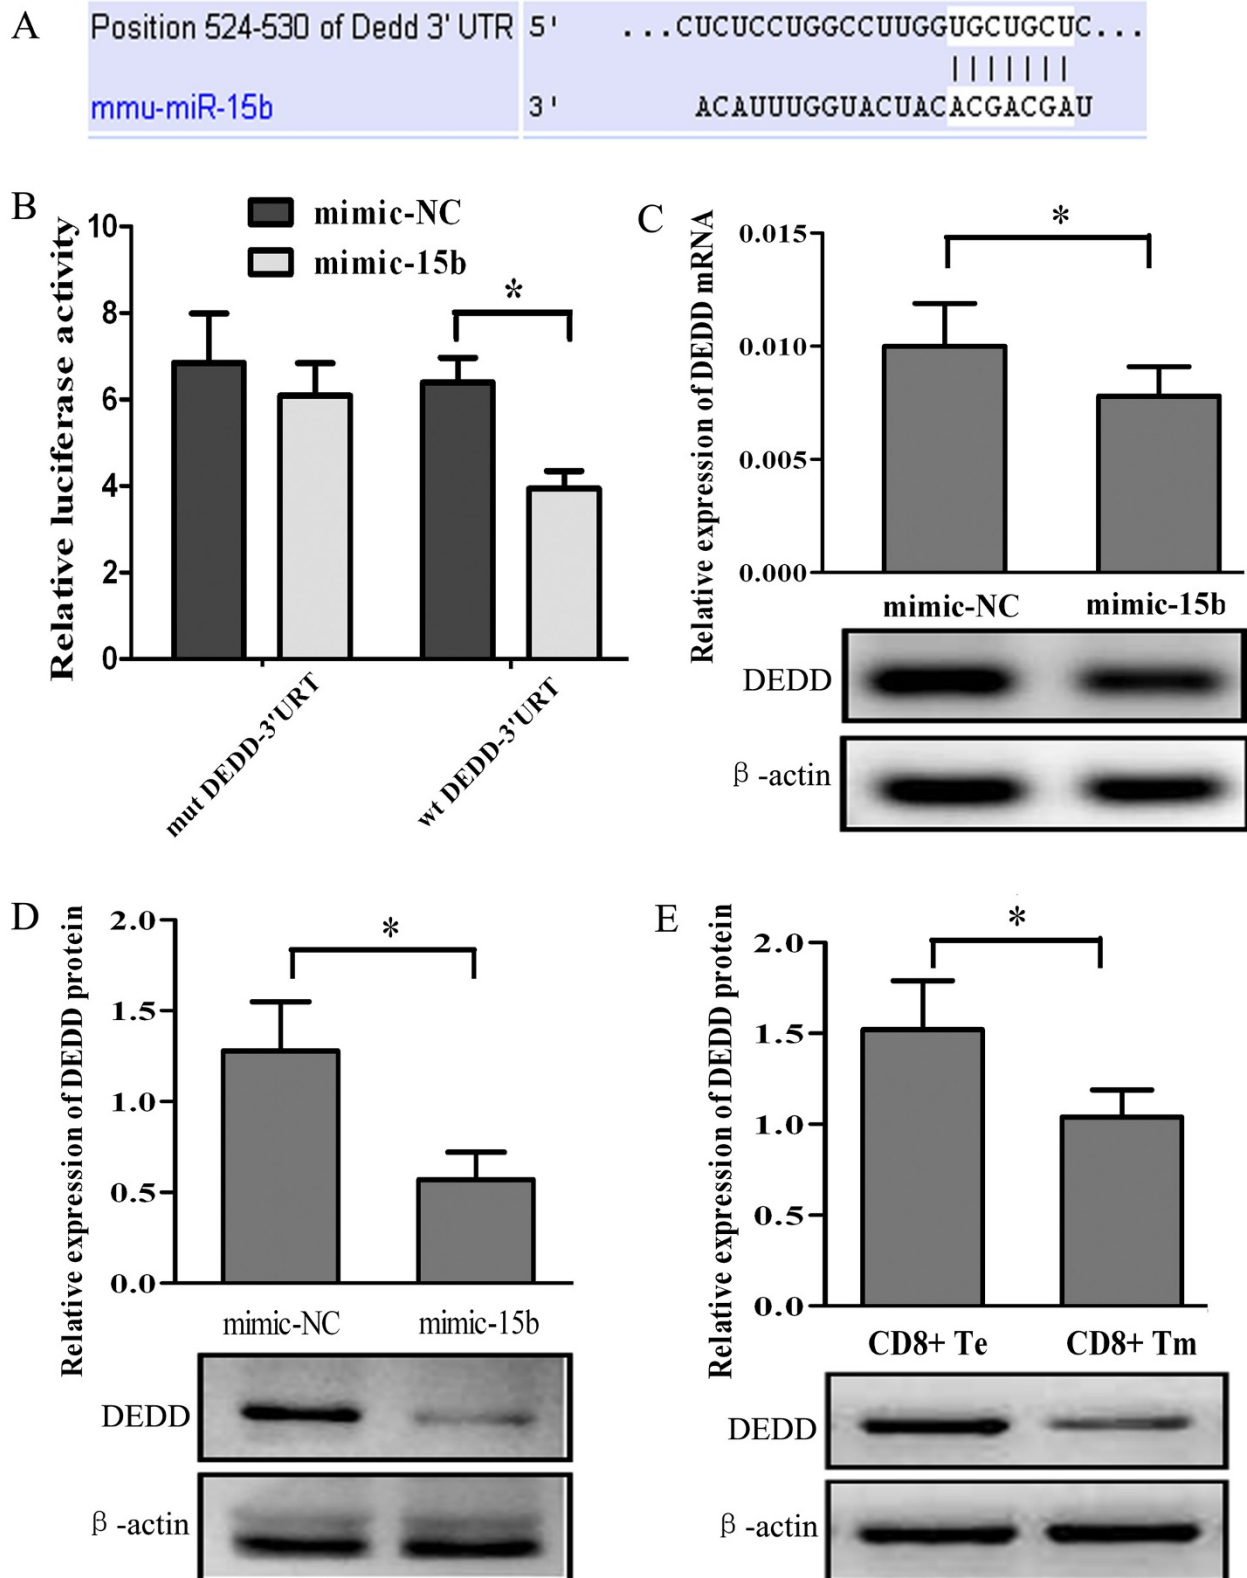 A
Position 524-530 of Dedd 3' UTR 5' ...CUCUCCUGGCCUUGGUGCUGCUC...
mmu-miR-15b 3' ACAUUUGGUACUACACGACGAU
B
mimic-NC
mimic-15b
Relative luciferase activity
10
8
6
4
2
0
*
mut DEDD-3'URT
wt DEDD-3'URT
C
Relative expression of DEDD mRNA
0.015
0.010
0.005
0.000
*
mimic-NC mimic-15b
DEDD
β-actin
D
Relative expression of DEDD protein
2.0
1.5
1.0
0.5
0.0
*
mimic-NC mimic-15b
DEDD
β-actin
E
Relative expression of DEDD protein
2.0
1.5
1.0
0.5
0.0
*
CD8+ Te CD8+ Tm
DEDD
β-actin